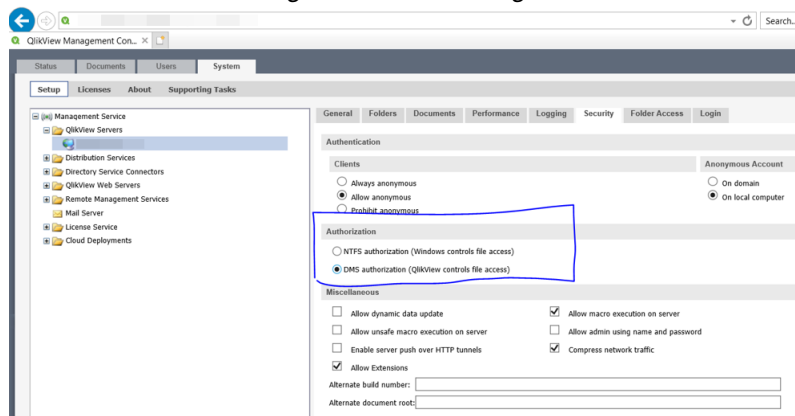 Search...
QlikView Management Con...
Status Documents Users System
Setup Licenses About Supporting Tasks
Management Service
QlikView Servers
Distribution Services
Directory Service Connectors
QlikView Web Servers
Remote Management Services
Mail Server
License Service
Cloud Deployments
General Folders Documents Performance Logging Security Folder Access Login
Authentication
Clients
Always anonymous
Allow anonymous
Prohibit anonymous
Anonymous Account
On domain
On local computer
Authorization
NTFS authorization (Windows controls file access)
DMS authorization (QlikView controls file access)
Miscellaneous
Allow dynamic data update
Allow macro execution on server
Allow unsafe macro execution on server
Allow admin using name and password
Enable server push over HTTP tunnels
Compress network traffic
Allow Extensions
Alternate build number:
Alternate document root: